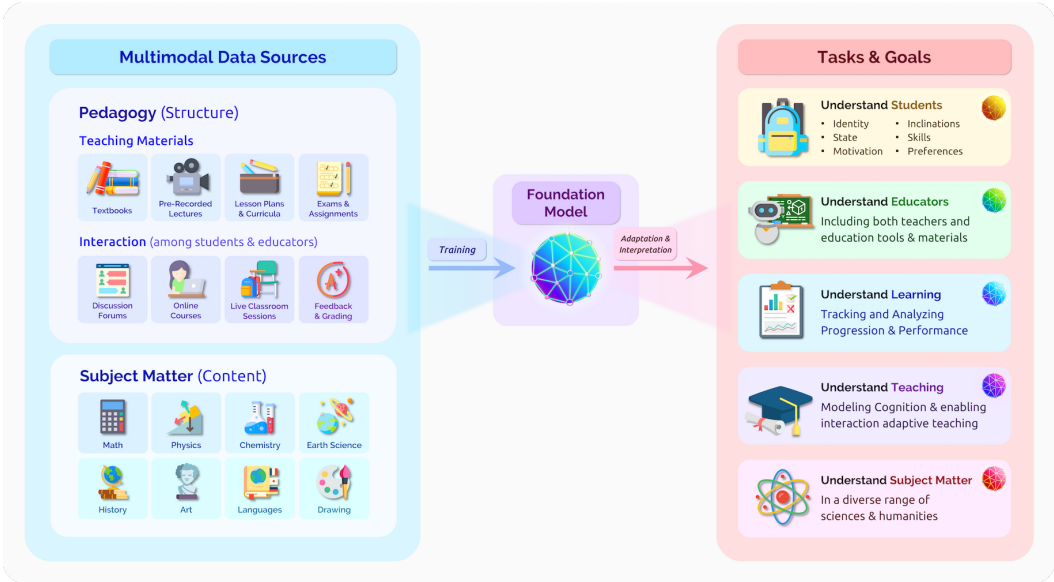 Multimodal Data Sources
Pedagogy (Structure)
Teaching Materials
Textbooks
Pre-Recorded
Lectures
Lesson Plans
& Curricula
Exams &
Assignments
Interaction (among students & educators)
Discussion
Forums
Online
Courses
Live Classroom
Sessions
A+
Feedback
& Grading
Subject Matter (Content)
Math
Physics
Chemistry
Earth Science
History
Art
Languages
Drawing
Training
Foundation
Model
Adaptation &
Interpretation
Tasks & Goals
Understand Students
• Identity
• State
• Motivation
• Inclinations
• Skills
• Preferences
Understand Educators
Including both teachers and
education tools & materials
Understand Learning
Tracking and Analyzing
Progression & Performance
Understand Teaching
Modeling Cognition & enabling
interaction adaptive teaching
Understand Subject Matter
In a diverse range of
sciences & humanities